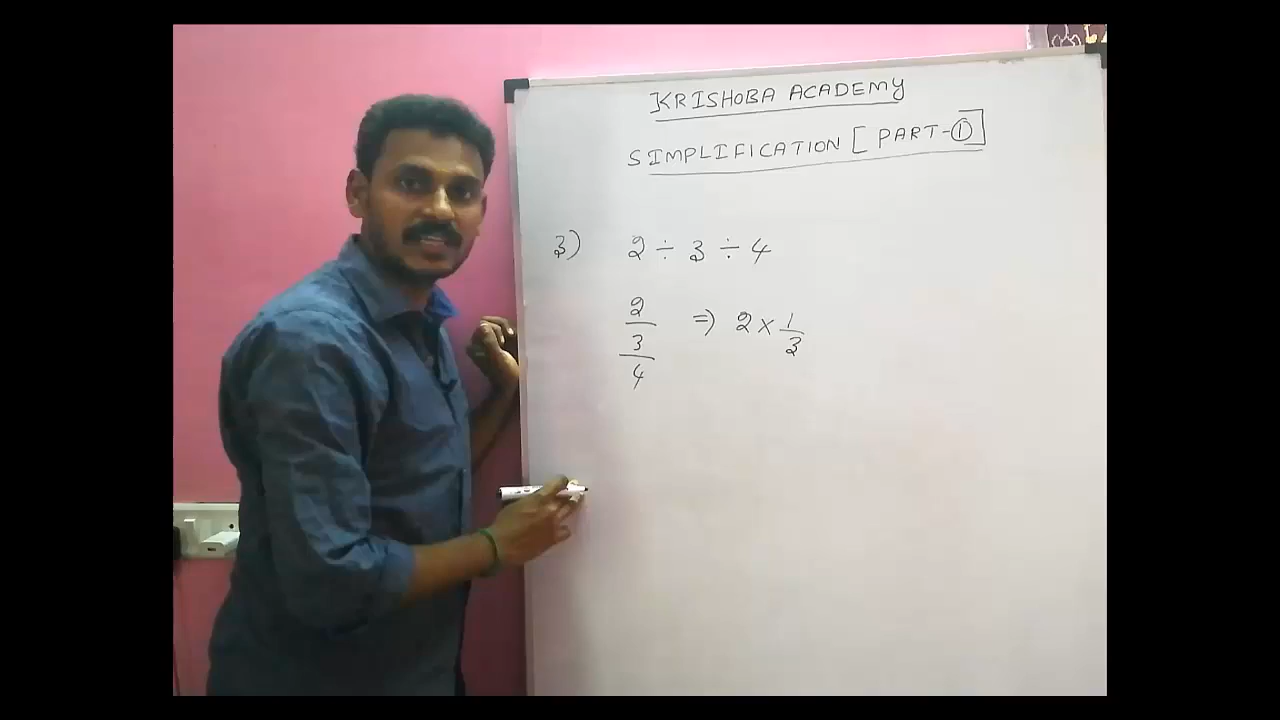 KRISHOBA ACADEMY
SIMPLIFICATION [PART-①]
3) 2 ÷ 3 ÷ 4
2/3/4 => 2 × 1/3